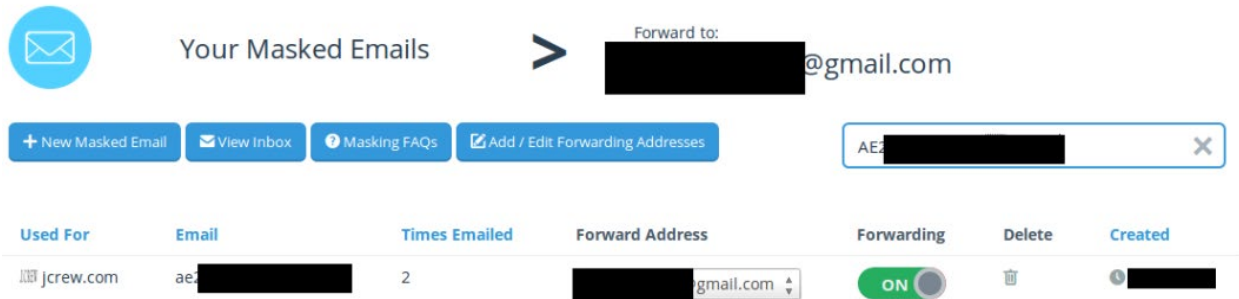 Your Masked Emails > Forward to:
@gmail.com
+ New Masked Email View Inbox ? Masking FAQs Add / Edit Forwarding Addresses AE2
Used For Email Times Emailed Forward Address Forwarding Delete Created
jcrew.com ae2 2 gmail.com ON